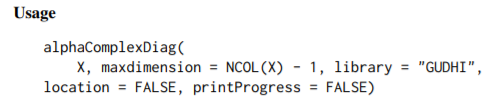 Usage
alphaComplexDiag(
X, maxdimension = NCOL(X) - 1, library = "GUDHI",
location = FALSE, printProgress = FALSE)